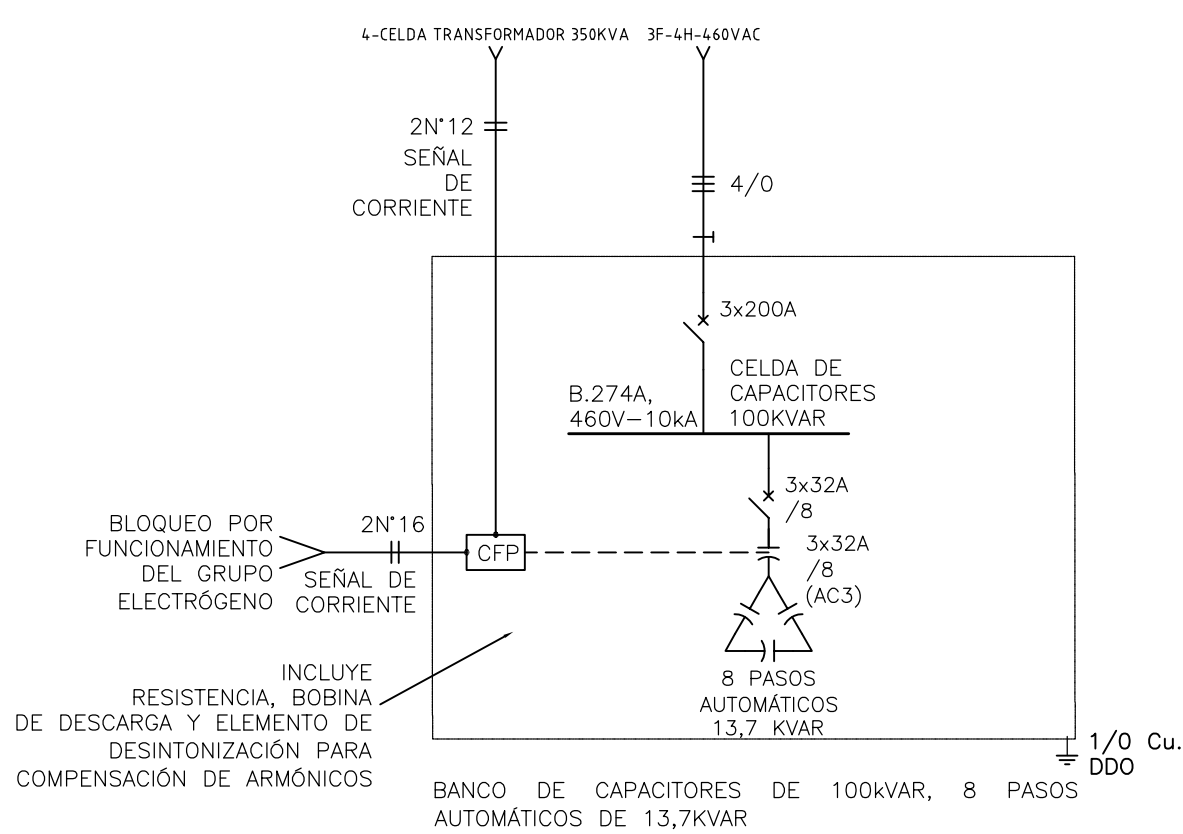 4-CELDA TRANSFORMADOR 350KVA 3F-4H-460VAC
2N°12
SEÑAL
DE
CORRIENTE
4/0
3x200A
CELDA DE
CAPACITORES
100KVAR
B.274A,
460V-10kA
3x32A
/8
3x32A
/8
(AC3)
BLOQUEO POR
FUNCIONAMIENTO
DEL GRUPO
ELECTRÓGENO
2N°16
SEÑAL DE
CORRIENTE
CFP
8 PASOS
AUTOMÁTICOS
13,7 KVAR
INCLUYE
RESISTENCIA, BOBINA
DE DESCARGA Y ELEMENTO DE
DESINTONIZACIÓN PARA
COMPENSACIÓN DE ARMÓNICOS
1/0 Cu.
DDO
BANCO DE CAPACITORES DE 100kVAR, 8 PASOS
AUTOMÁTICOS DE 13,7KVAR